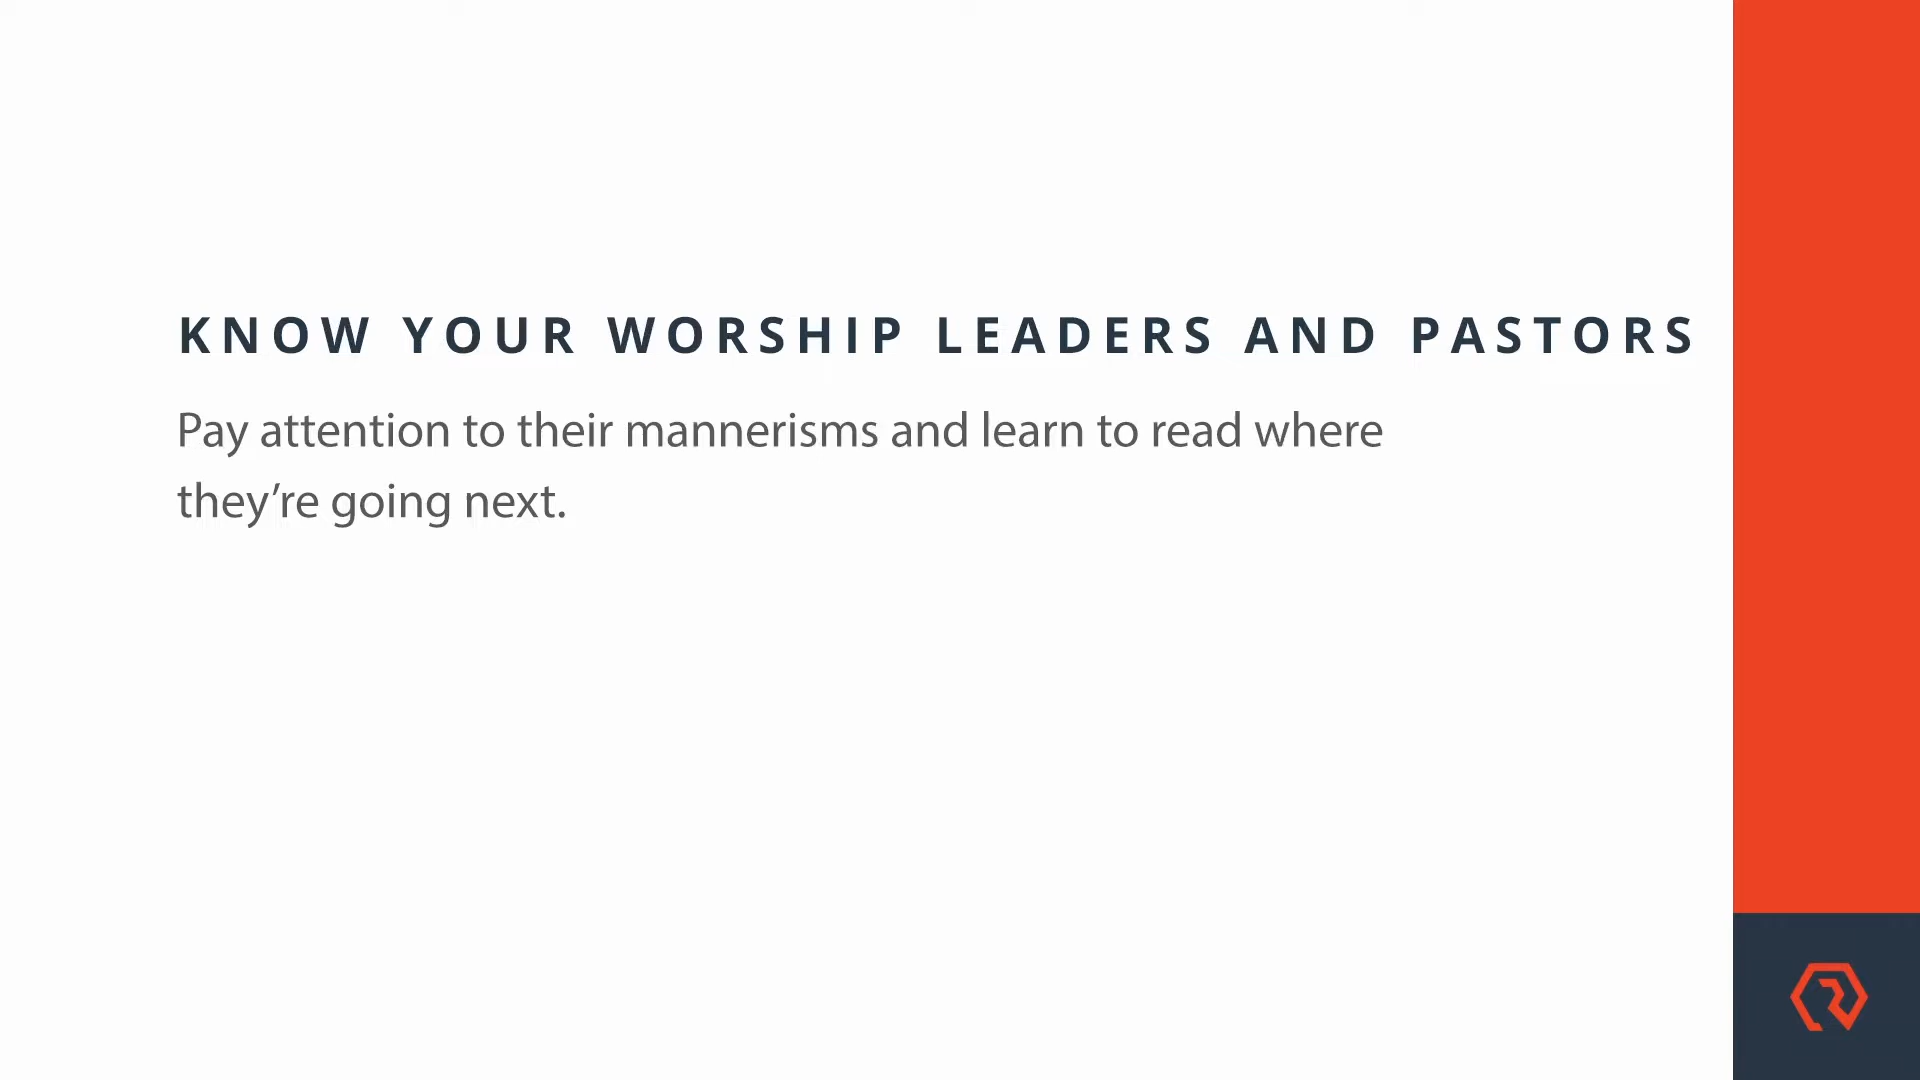 KNOW YOUR WORSHIP LEADERS AND PASTORS
Pay attention to their mannerisms and learn to read where
they’re going next.